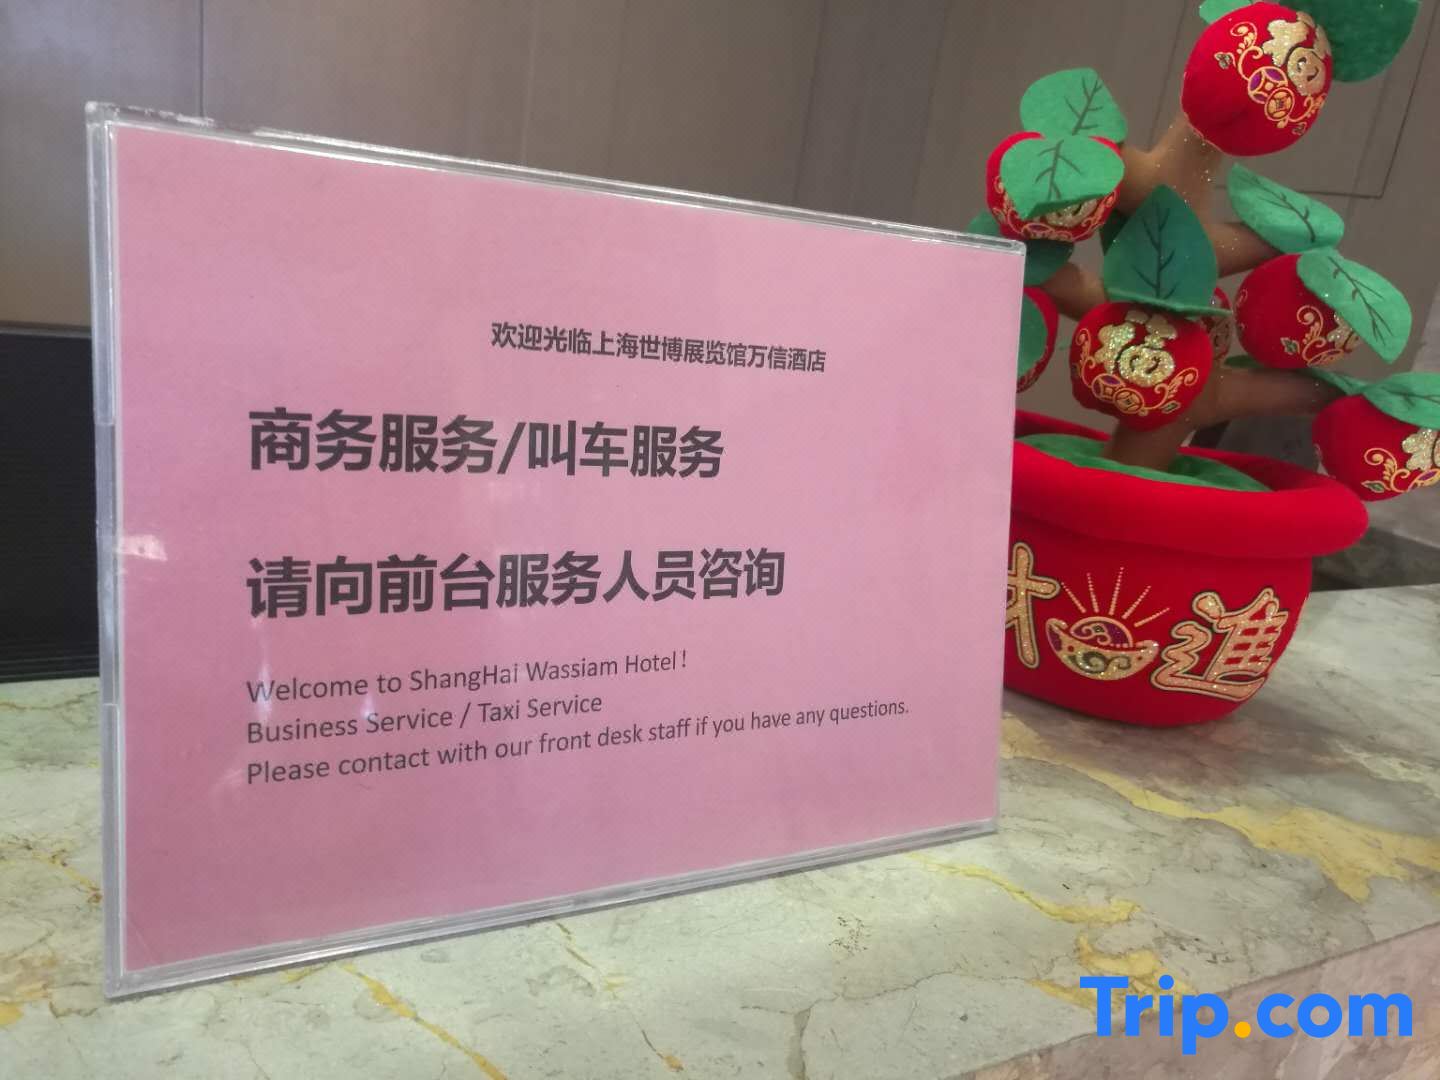 欢迎光临上海世博展览馆万信酒店
商务服务/叫车服务
请向前台服务人员咨询
Welcome to ShangHai Wassiam Hotel！
Business Service / Taxi Service
Please contact with our front desk staff if you have any questions.
福
進
Trip.com